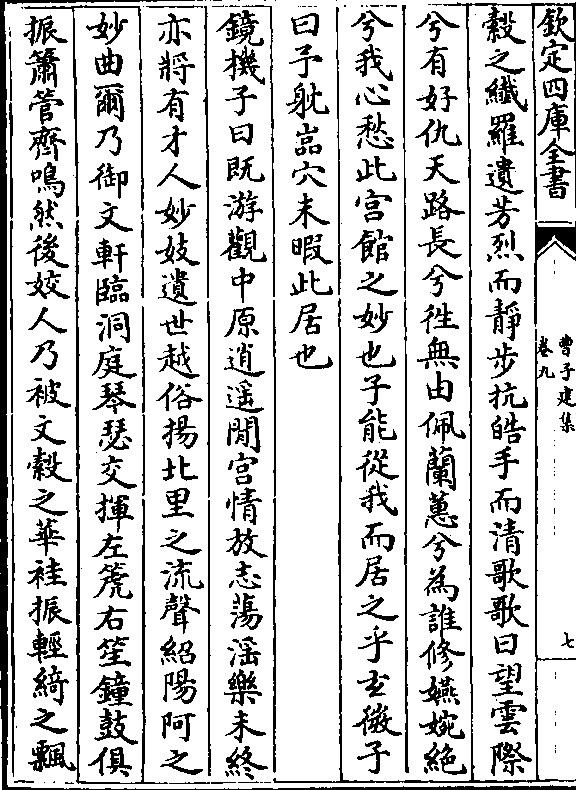 欽定四庫全書
曹子建集
卷九
七
縠之纎羅遺芳烈而靜步抗皓手而清歌歌曰望雲際
兮有好仇天路長兮徃無由佩蘭蕙兮為誰修嬿婉絶
兮我心愁此宮館之妙也子能從我而居之乎玄微子
曰予躭嵓穴未暇此居也
鏡機子曰既游觀中原逍遥閒宮情放志蕩滛樂未終
亦將有才人妙妓遺世越俗揚北里之流聲紹陽阿之
妙曲爾乃御文軒臨洞庭琴瑟交揮左篪右笙鐘鼓俱
振簫管齊鳴然後姣人乃被文縠之華袿振輕綺之飄